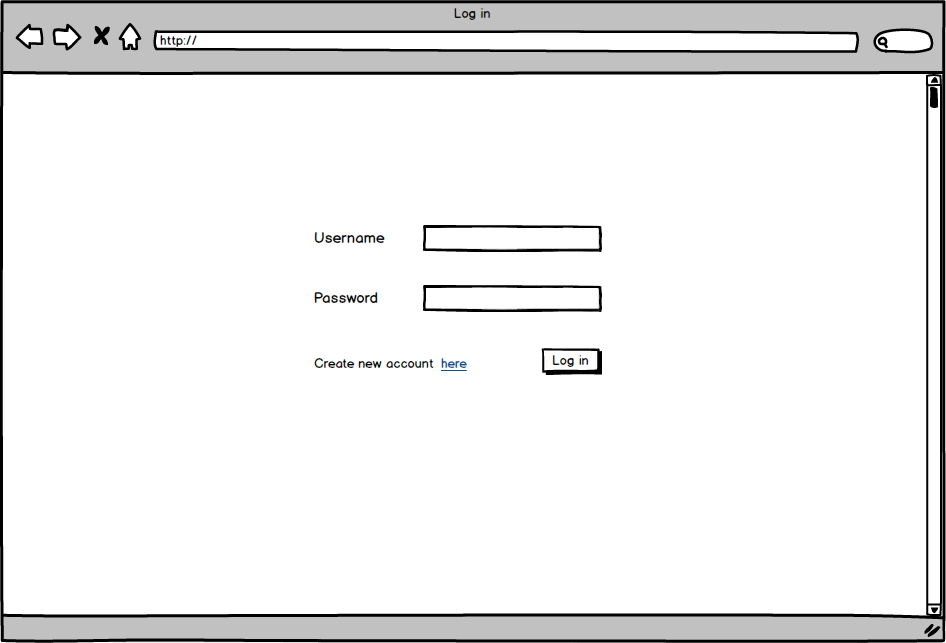 Log in
http://
Username
Password
Create new account here
Log in